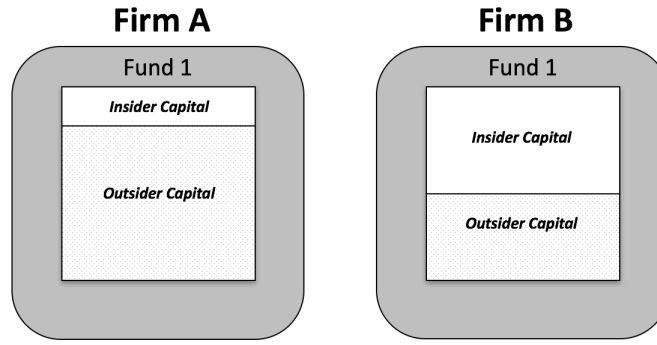 Firm A
Fund 1
Insider Capital
Outsider Capital
Firm B
Fund 1
Insider Capital
Outsider Capital